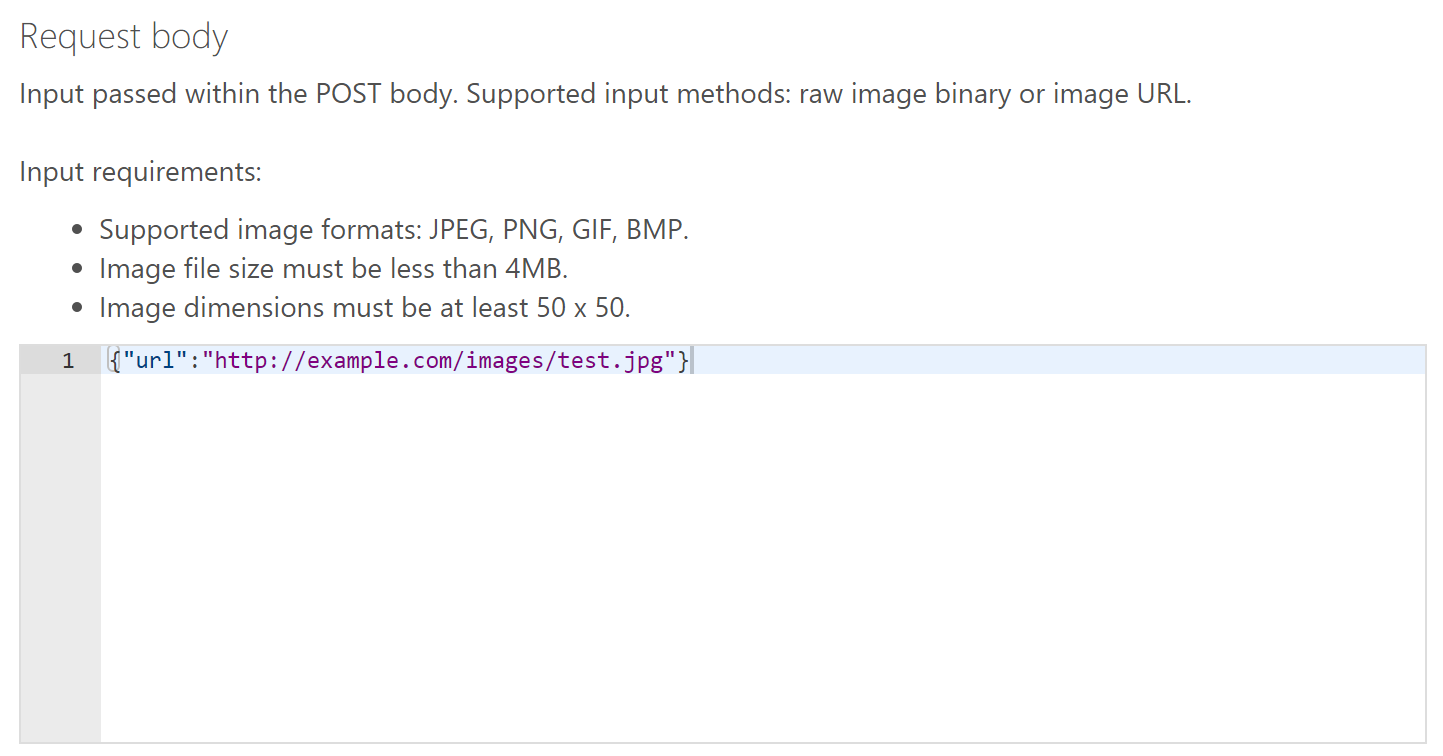 Request body
Input passed within the POST body. Supported input methods: raw image binary or image URL.
Input requirements:
• Supported image formats: JPEG, PNG, GIF, BMP.
• Image file size must be less than 4MB.
• Image dimensions must be at least 50 x 50.
1 {"url":"http://example.com/images/test.jpg"}